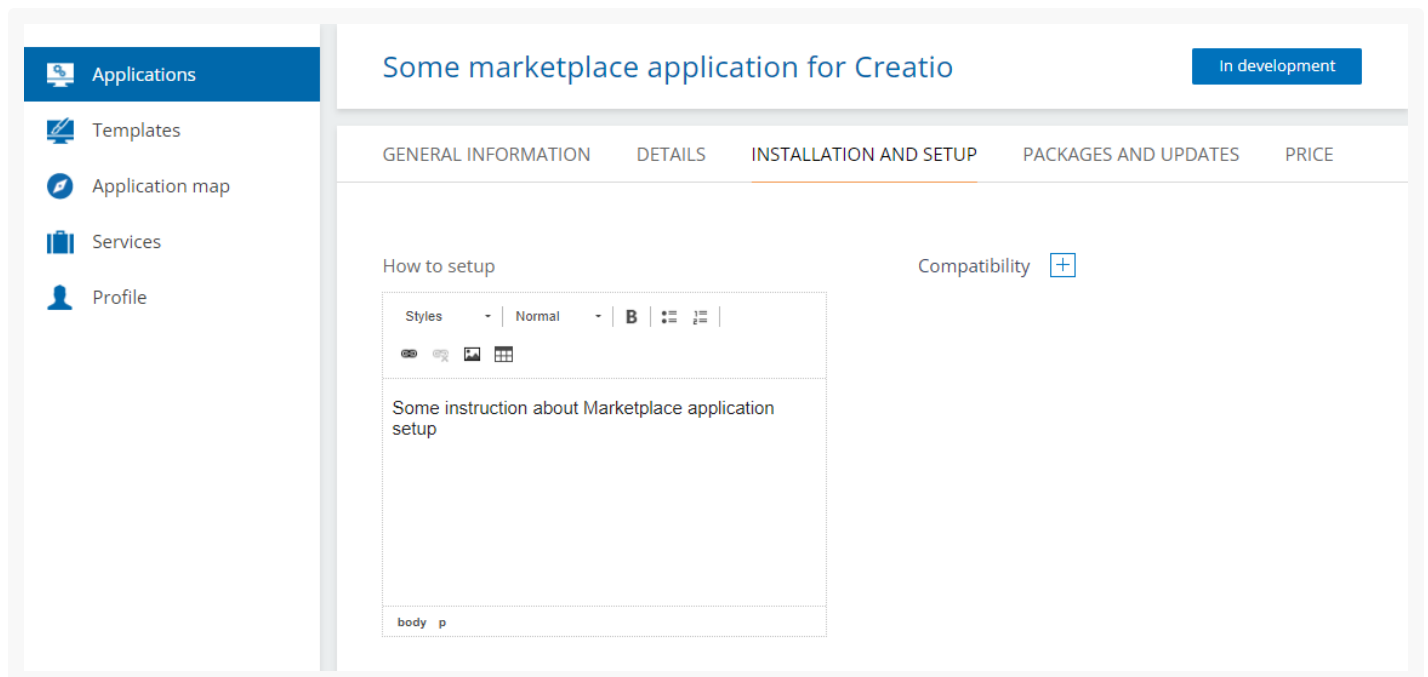 Applications
Templates
Application map
Services
Profile
Some marketplace application for Creatio
In development
GENERAL INFORMATION DETAILS INSTALLATION AND SETUP PACKAGES AND UPDATES PRICE
How to setup
Styles Normal B
Some instruction about Marketplace application
setup
body p
Compatibility